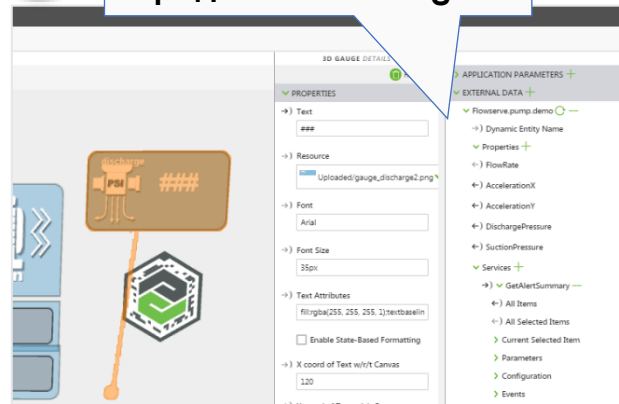 3D GAUGE DETAILS
PROPERTIES
Text
###
Resource
Uploaded/gauge_discharge2.png
Font
Arial
Font Size
35px
Text Attributes
fill:rgba(255, 255, 255, 1);textbaselin
Enable State-Based Formatting
X coord of Text w/r/t Canvas
120
discharge
PSI
####
APPLICATION PARAMETERS
EXTERNAL DATA
Flowserve.pump.demo
Dynamic Entity Name
Properties
FlowRate
AccelerationX
AccelerationY
DischargePressure
SuctionPressure
Services
GetAlertSummary
All Items
All Selected Items
Current Selected Item
Parameters
Configuration
Events